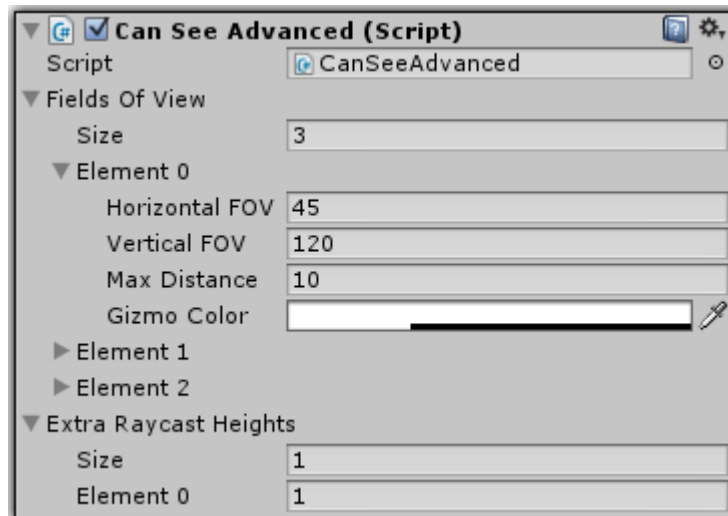 Can See Advanced (Script)
Script CanSeeAdvanced
Fields Of View
Size 3
Element 0
Horizontal FOV 45
Vertical FOV 120
Max Distance 10
Gizmo Color
Element 1
Element 2
Extra Raycast Heights
Size 1
Element 0 1